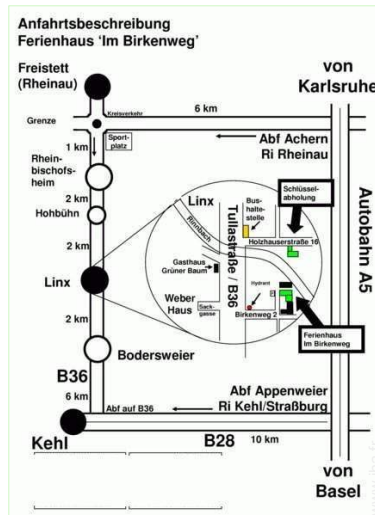 Anfahrtsbeschreibung
Ferienhaus 'Im Birkenweg'
Freistett
(Rheinau)
von
Karlsruhe
Grenze
Kreisverkehr
6 km
Sport-
platz
1 km
Abf Achern
Ri Rheinau
Rhein-
bischofs-
heim
2 km
Hohbühn
2 km
Linx
2 km
Bodersweier
B36
6 km
Abf auf B36
Kehl
Linx
Rinnbach
Tullastraße / B36
Bus-
halte-
stelle
Schlüssel-
abholung
Holzhauserstraße 16
Gasthaus
Grüner Baum
Weber
Haus
Sack-
gasse
Hydrant
Birkenweg 2
Ferienhaus
Im Birkenweg
Autobahn A5
Abf Appenweier
Ri Kehl/Straßburg
B28
10 km
von
Basel